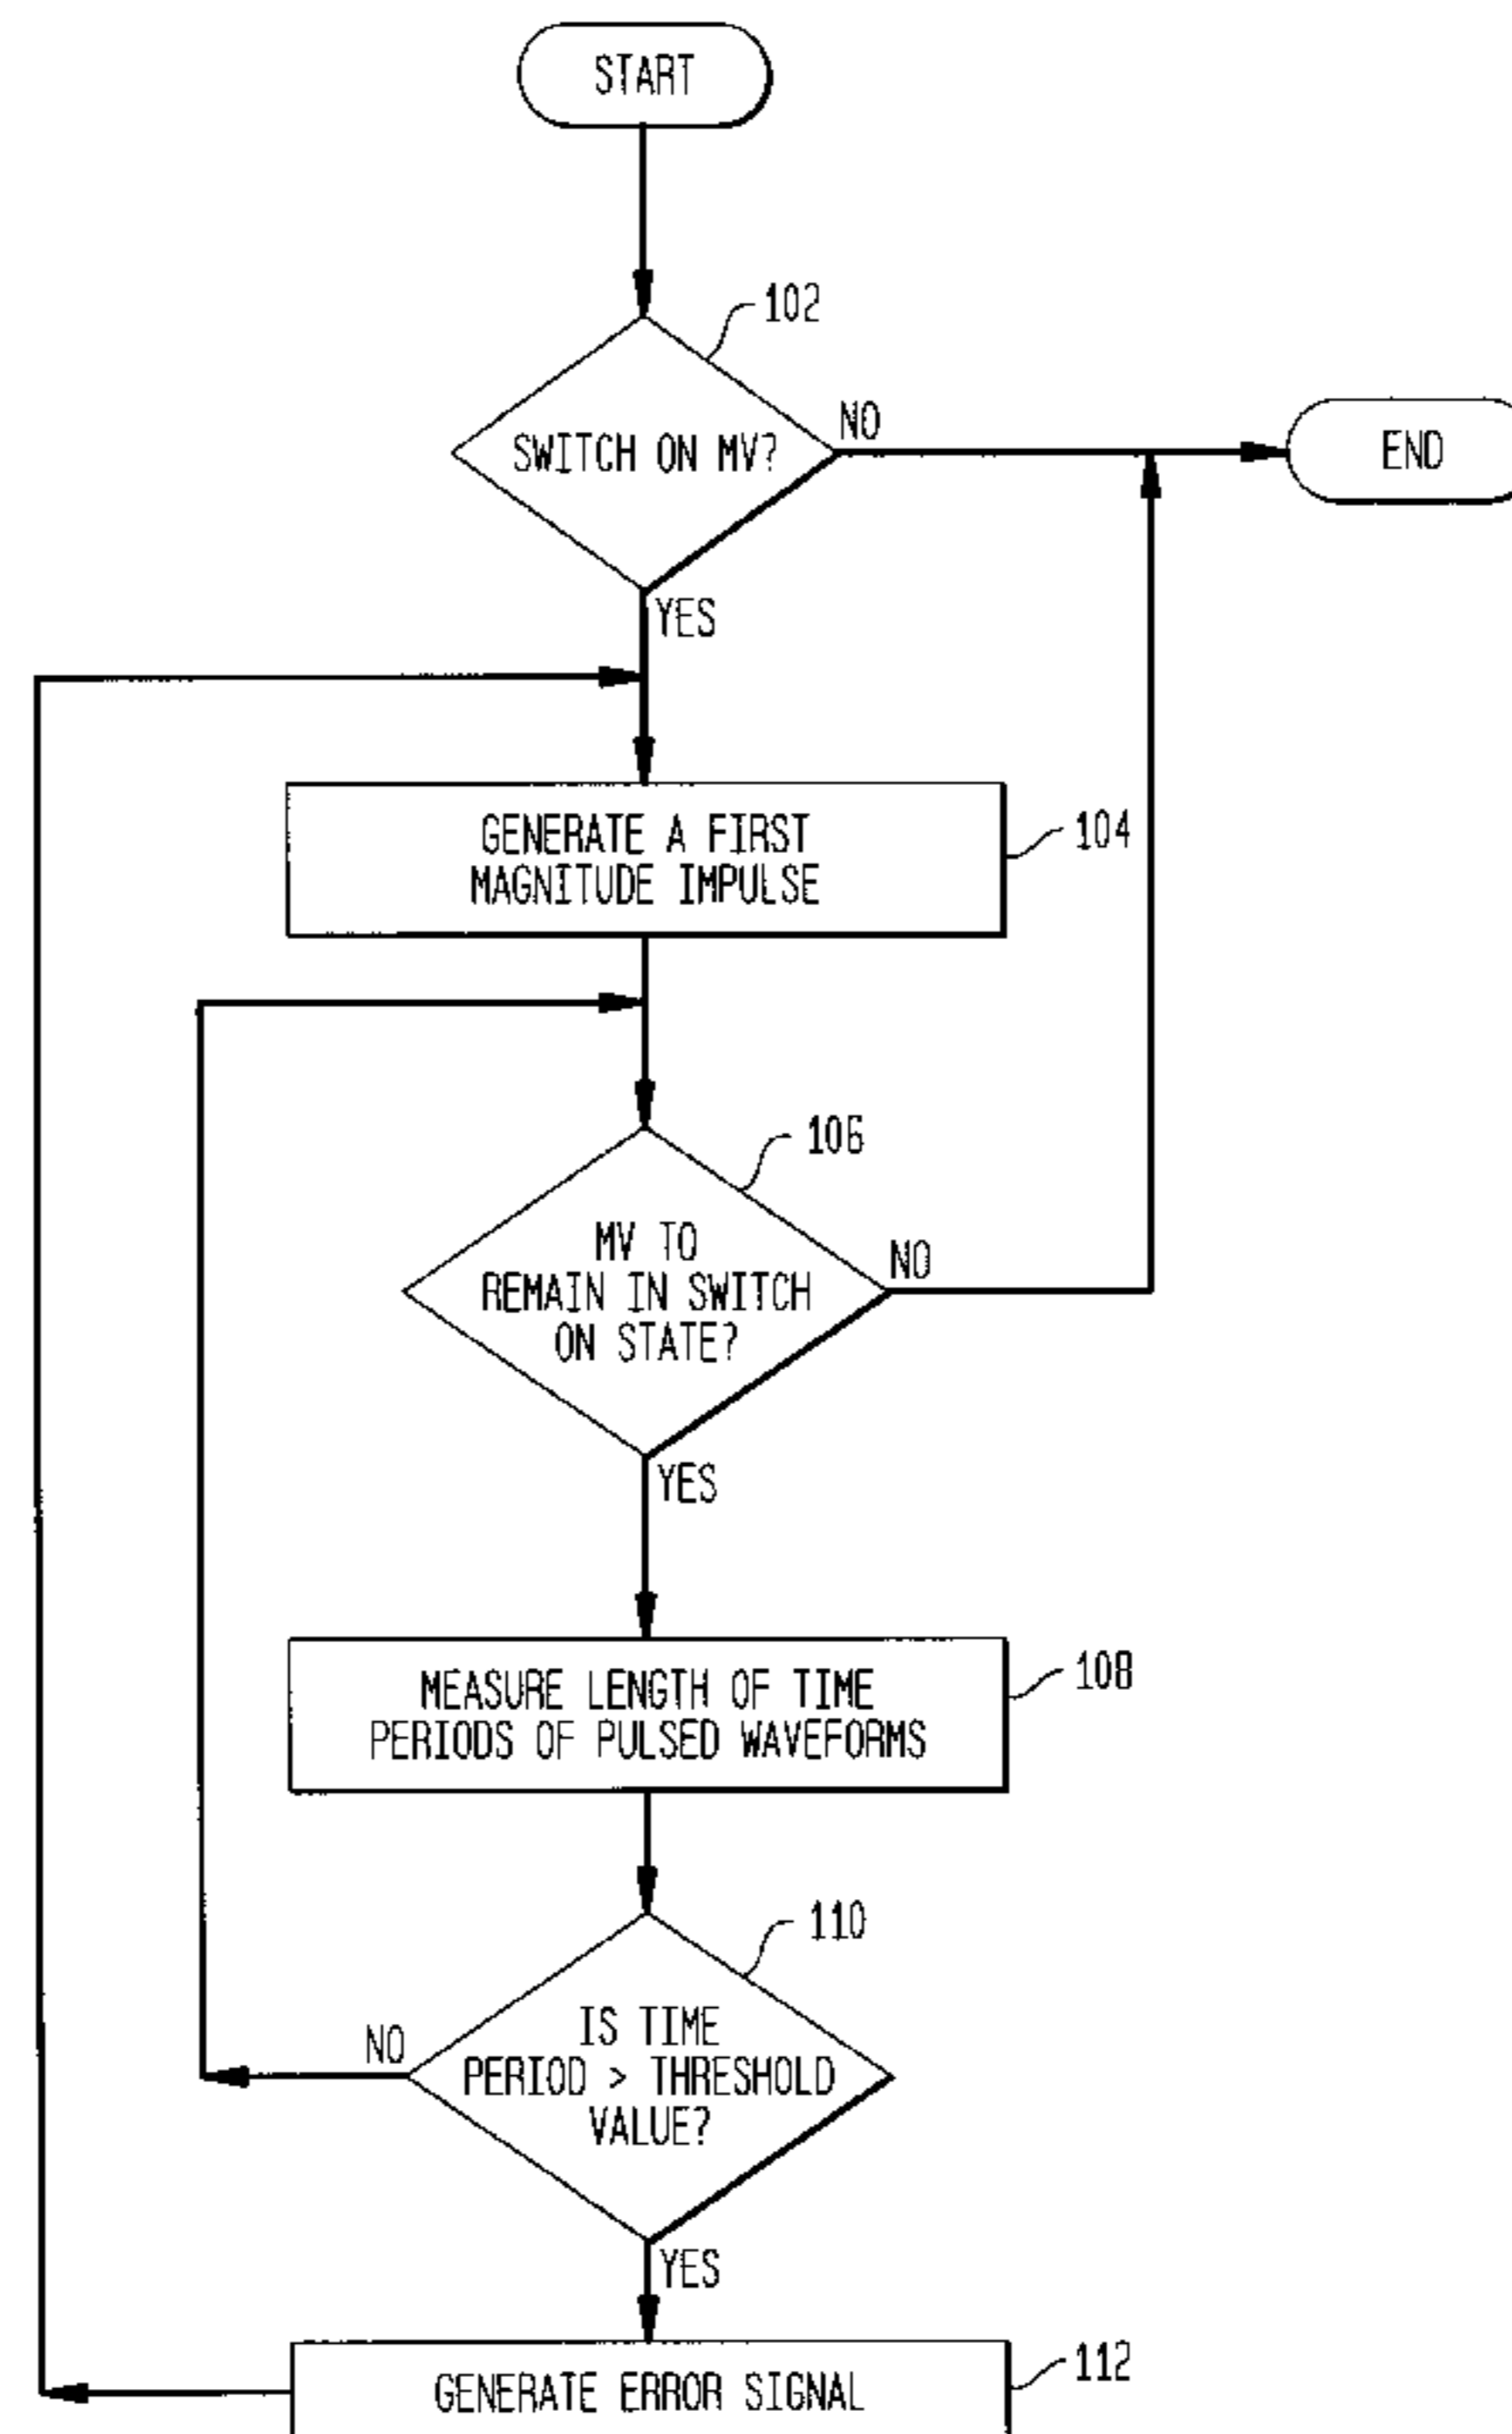 START
102
SWITCH ON MV?
NO
END
YES
GENERATE A FIRST
MAGNITUDE IMPULSE
104
106
MV TO
REMAIN IN SWITCH
ON STATE?
NO
YES
MEASURE LENGTH OF TIME
PERIODS OF PULSED WAVEFORMS
108
110
IS TIME
PERIOD > THRESHOLD
VALUE?
NO
YES
GENERATE ERROR SIGNAL
112